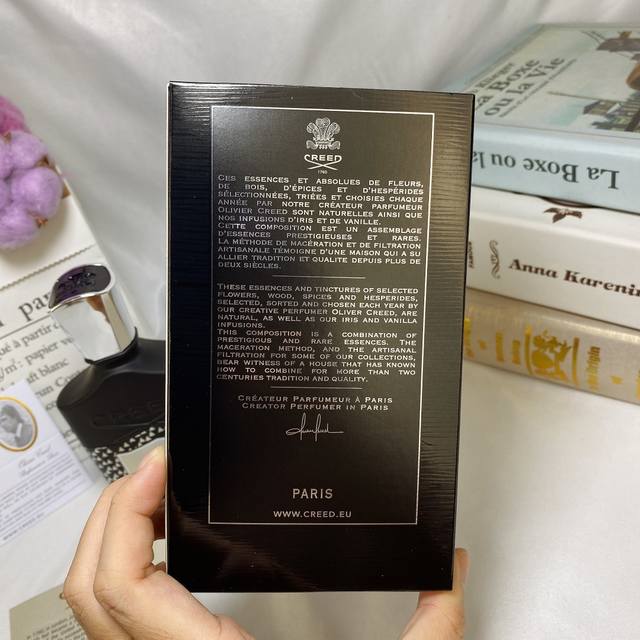 CREED
1760
CES ESSENCES ET ABSOLUES DE FLEURS,
DE BOIS, D'ÉPICES ET D'HESPÉRIDES
SÉLECTIONNÉES, TRIÉES ET CHOISIES CHAQUE
ANNÉE PAR NOTRE CRÉATEUR PARFUMEUR
OLIVIER CREED SONT NATURELLES AINSI QUE
NOS INFUSIONS D'IRIS ET DE VANILLE.
CETTE COMPOSITION EST UN ASSEMBLAGE
D'ESSENCES PRESTIGIEUSES ET RARES.
LA MÉTHODE DE MACÉRATION ET DE FILTRATION
ARTISANALE TÉMOIGNE D'UNE MAISON QUI A SU
ALLIER TRADITION ET QUALITE DEPUIS PLUS DE
DEUX SIÈCLES.
THESE ESSENCES AND TINCTURES OF SELECTED
FLOWERS, WOOD, SPICES AND HESPERIDES,
SELECTED, SORTED AND CHOSEN EACH YEAR BY
OUR CREATIVE PERFUMER OLIVER CREED, ARE
NATURAL, AS WELL AS OUR IRIS AND VANILLA
INFUSIONS.
THIS COMPOSITION IS A COMBINATION OF
PRESTIGIOUS AND RARE ESSENCES. THE
MACERATION METHOD, AND THE ARTISANAL
FILTRATION FOR SOME OF OUR COLLECTIONS,
BEAR WITNESS OF A HOUSE THAT HAS KNOWN
HOW TO COMBINE FOR MORE THAN TWO
CENTURIES TRADITION AND QUALITY.
CRÉATEUR PARFUMEUR À PARIS
CREATOR PERFUMER IN PARIS
PARIS
WWW.CREED.EU
La Boxe
ou la Vie
La Boxe ou la
Anna Karenin
CREED